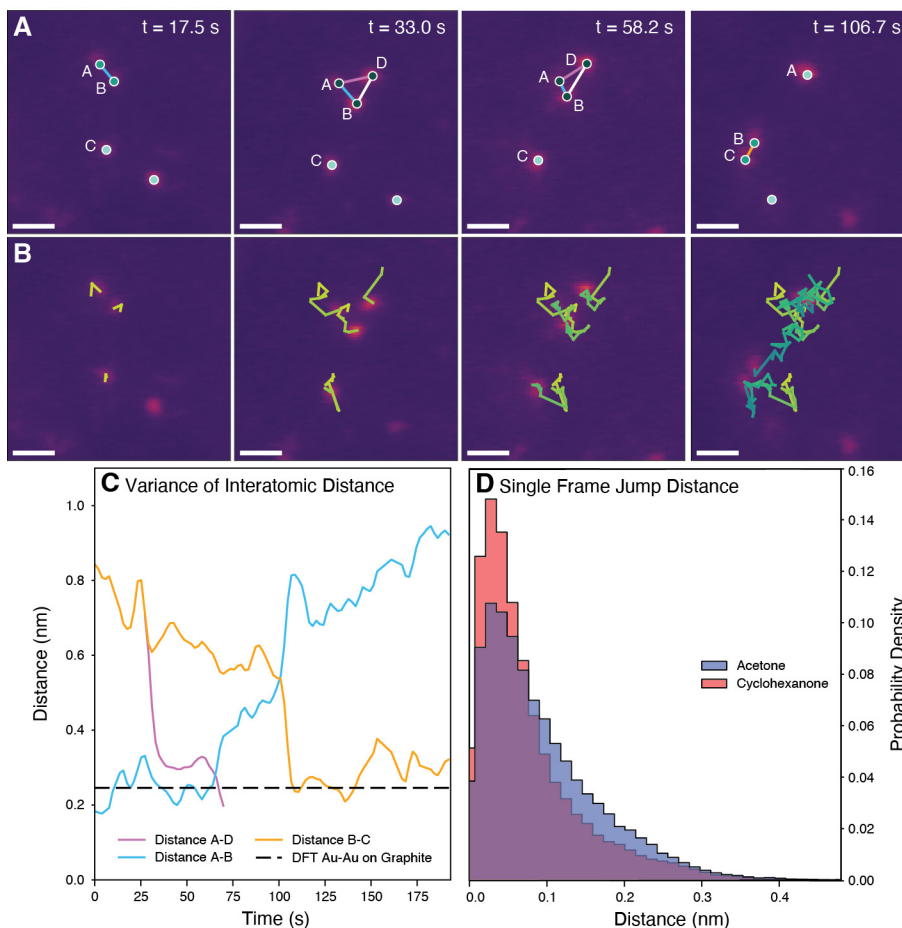 A
t = 17.5 s
A
B
C
t = 33.0 s
D
A
B
C
t = 58.2 s
D
A
B
C
t = 106.7 s
A
B
C
B
C Variance of Interatomic Distance
Distance (nm)
1.0
0.8
0.6
0.4
0.2
0.0
Distance A-D
Distance B-C
Distance A-B
DFT Au-Au on Graphite
0
25
50
75
100
125
150
175
Time (s)
D Single Frame Jump Distance
0.16
0.14
0.12
0.10
0.08
0.06
0.04
0.02
0.00
Probability Density
Acetone
Cyclohexanone
0.0
0.1
0.2
0.3
0.4
Distance (nm)